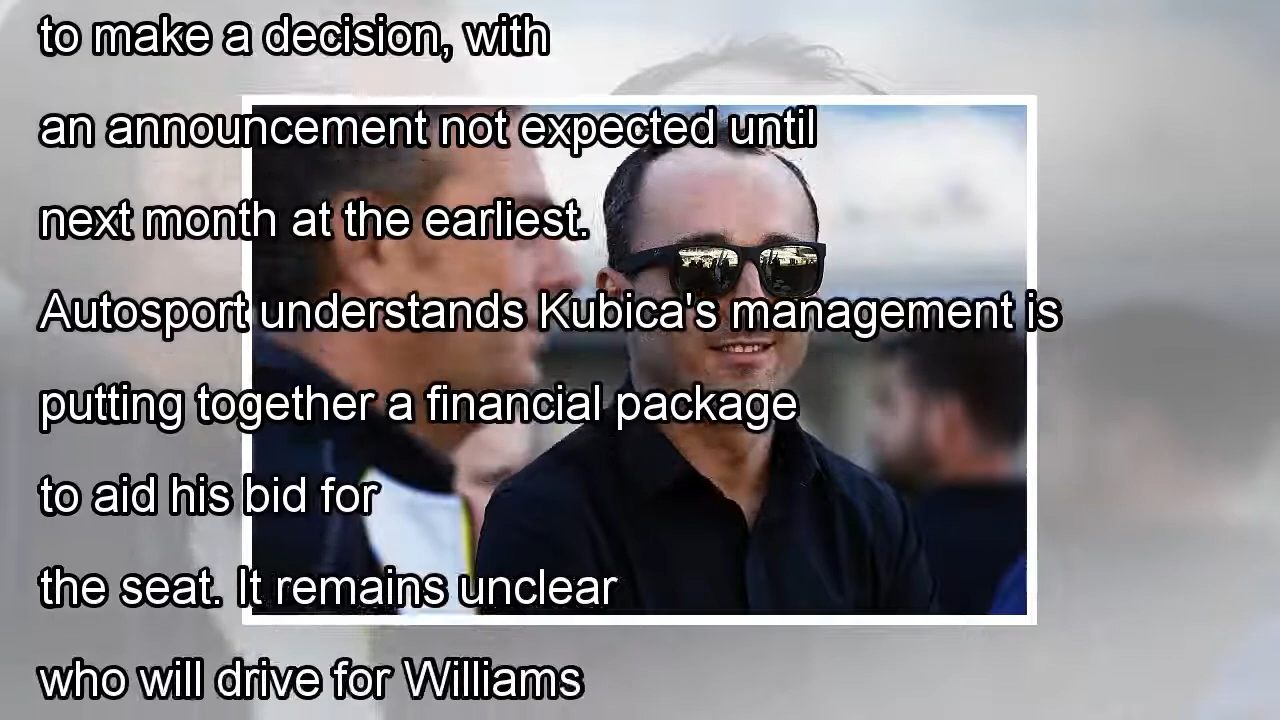 to make a decision, with
an announcement not expected until
next month at the earliest.
Autosport understands Kubica's management is
putting together a financial package
to aid his bid for
the seat. It remains unclear
who will drive for Williams